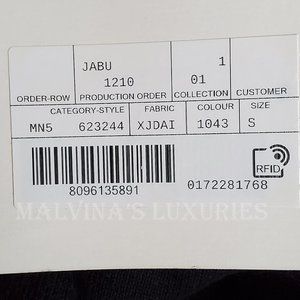 JABU 1
1210 01
ORDER-ROW PRODUCTION ORDER COLLECTION CUSTOMER
CATEGORY-STYLE FABRIC COLOUR SIZE
MN5 623244 XJDAI 1043 S
RFID
8096135891 0172281768
MALVINA'S LUXURIES